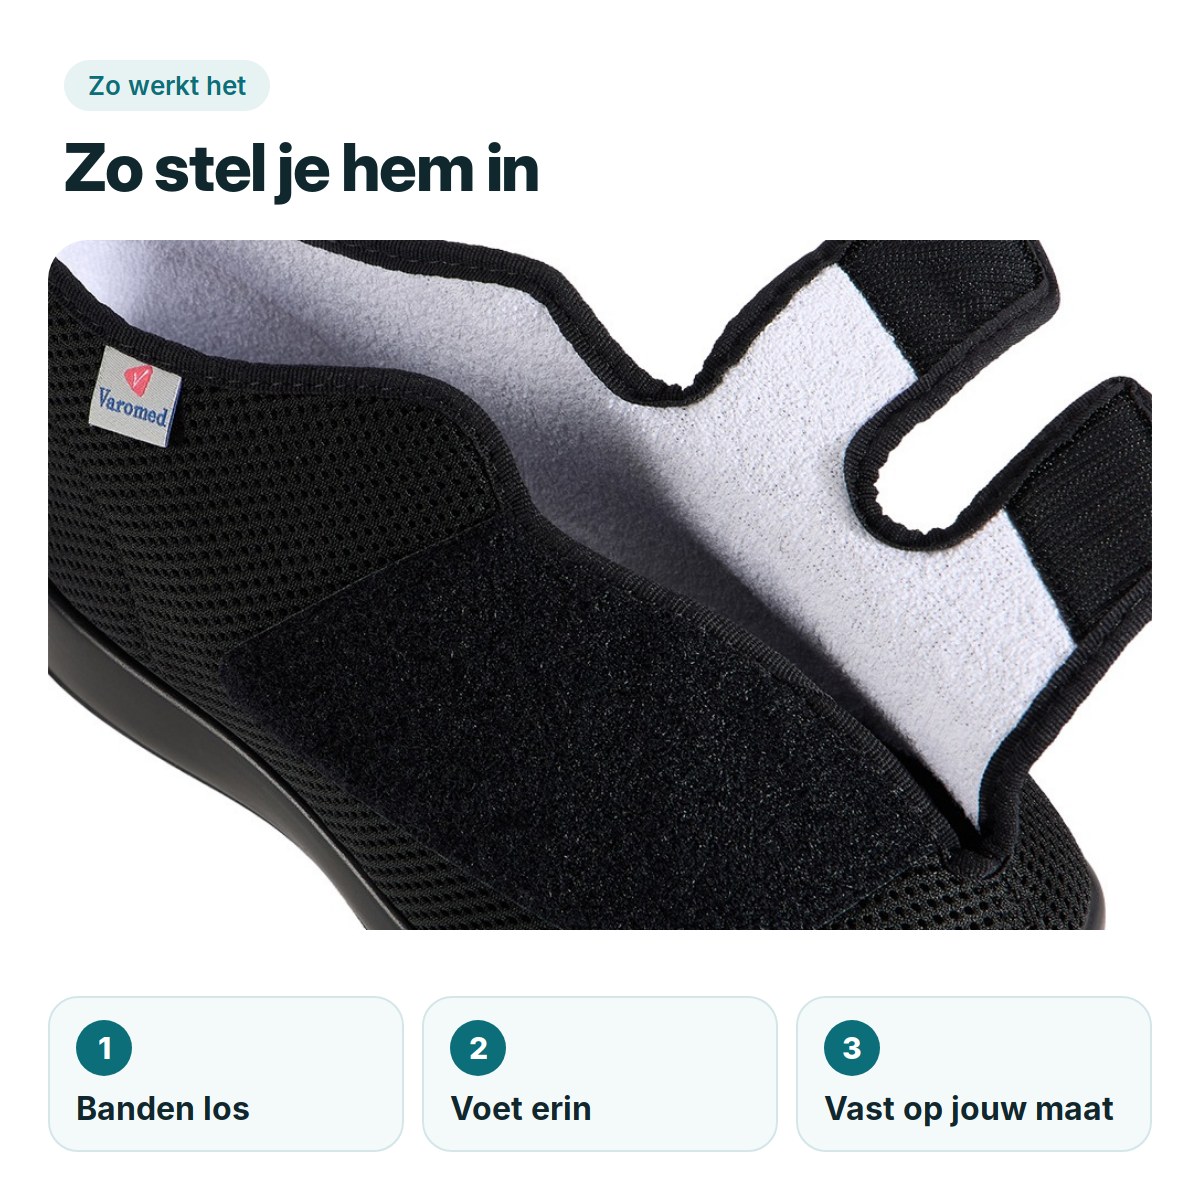 Zo werkt het
Zo stel je hem in
Varomed
1
Banden los
2
Voet erin
3
Vast op jouw maat